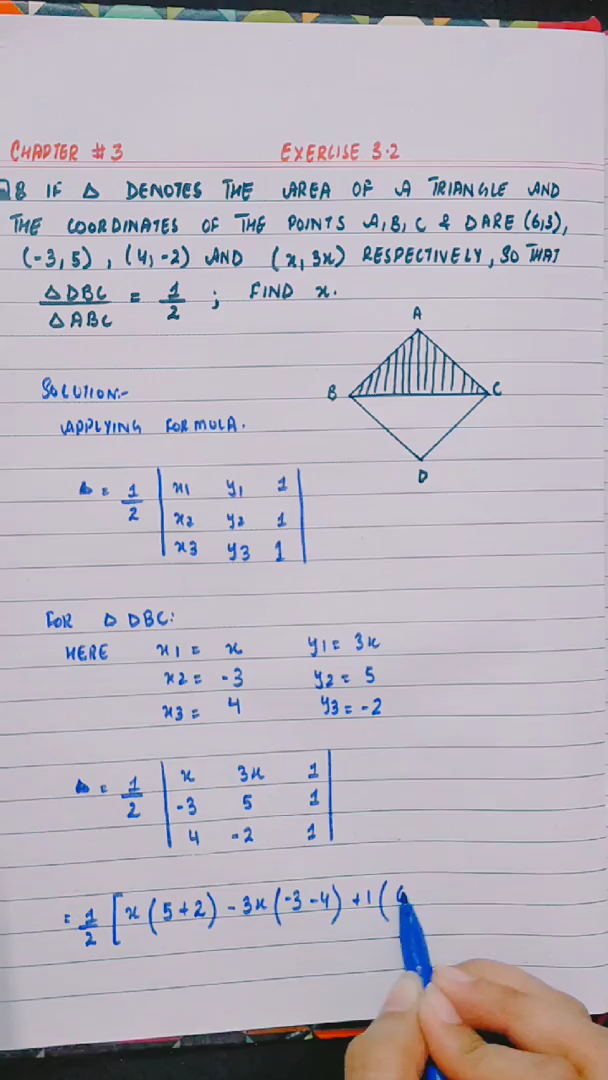 CHAPTER #3 EXERCISE 3.2
Q8 IF Δ DENOTES THE AREA OF A TRIANGLE AND
THE COORDINATES OF THE POINTS A,B,C & D ARE (6,3),
(-3,5), (4,-2) AND (x,3x) RESPECTIVELY, SO THAT
ΔDBC/ΔABC = 1/2 ; FIND x.
A
SOLUTION:-
B C
APPLYING FORMULA.
D
Δ = 1/2 | x1 y1 1
x2 y2 1
x3 y3 1 |
FOR Δ DBC:
HERE x1 = x y1 = 3x
x2 = -3 y2 = 5
x3 = 4 y3 = -2
Δ = 1/2 | x 3x 1
-3 5 1
4 -2 1 |
= 1/2 [ x (5+2) - 3x (-3-4) +1 (